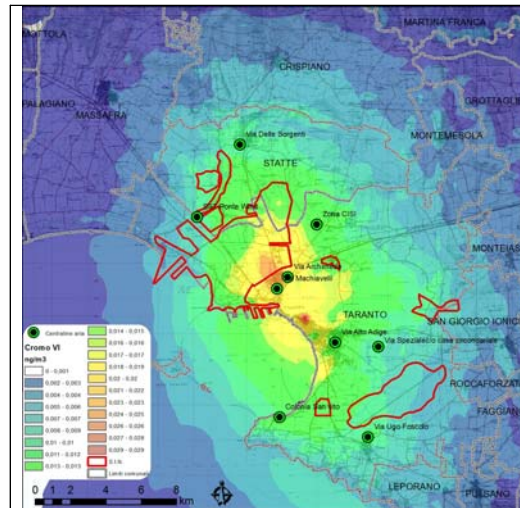 MARTINA FRANCA
CRISPIANO
PALAGIANO
MASSAFRA
GROTTAGLIE
MONTEMESOLA
Via Delle Sorgenti
STATTE
Zona CISI
MONTEIAS
Via Archimede
Machiavelli
TARANTO
SAN GIORGIO IONICO
Via Alto Adige
ROCCAFORZATA
FAGGIANO
Colonia San Vito
Via Ugo Foscolo
LEPORANO
PULSANO
Centraline aria
Cromo VI
ng/m3
0 - 0,001
0,002 - 0,003
0,004 - 0,004
0,005 - 0,006
0,007 - 0,007
0,008 - 0,009
0,01 - 0,01
0,011 - 0,012
0,013 - 0,013
0,014 - 0,015
0,016 - 0,016
0,017 - 0,017
0,018 - 0,019
0,02 - 0,02
0,021 - 0,022
0,023 - 0,023
0,024 - 0,025
0,026 - 0,026
0,027 - 0,028
0,029 - 0,029
S.I.N.
Limiti comunali
0 2 4 6 8
km